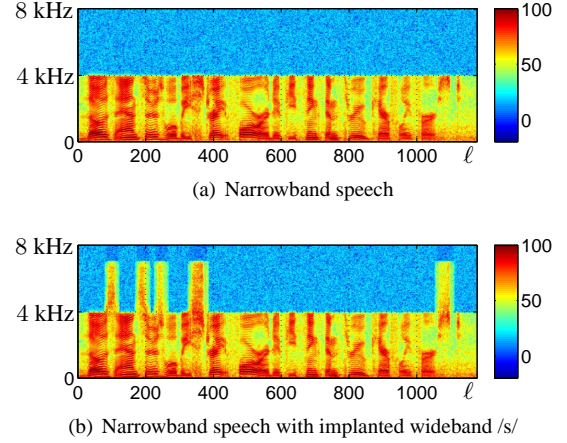 8 kHz
4 kHz
0
0 200 400 600 800 1000 ℓ
100
50
0
(a) Narrowband speech
8 kHz
4 kHz
0
0 200 400 600 800 1000 ℓ
100
50
0
(b) Narrowband speech with implanted wideband /s/